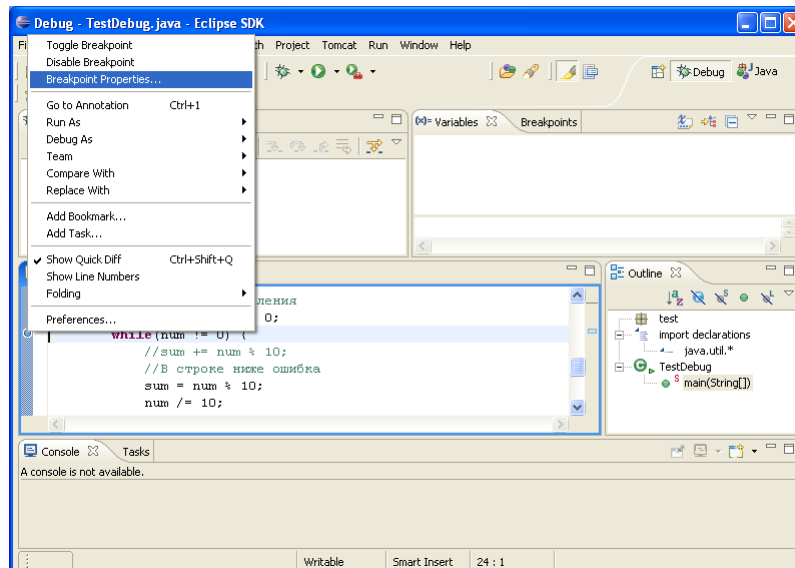 Debug - TestDebug.java - Eclipse SDK
Project Tomcat Run Window Help
Toggle Breakpoint
Disable Breakpoint
Breakpoint Properties...
Go to Annotation Ctrl+1
Run As
Debug As
Team
Compare With
Replace With
Add Bookmark...
Add Task...
Show Quick Diff Ctrl+Shift+Q
Show Line Numbers
Folding
Preferences...
Debug Java
(x)= Variables Breakpoints
0;
while(num != 0) {
//sum += num % 10;
//В строке ниже ошибка
sum = num % 10;
num /= 10;
Outline
test
import declarations
java.util.*
TestDebug
main(String[])
Console Tasks
A console is not available.
Writable Smart Insert 24 : 1